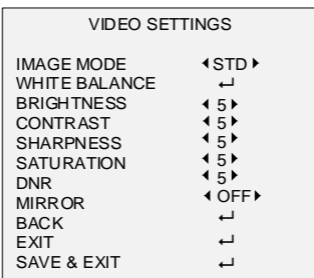 VIDEO SETTINGS
IMAGE MODE ◀ STD ▶
WHITE BALANCE ↵
BRIGHTNESS ◀ 5 ▶
CONTRAST ◀ 5 ▶
SHARPNESS ◀ 5 ▶
SATURATION ◀ 5 ▶
DNR ◀ 5 ▶
MIRROR ◀ OFF ▶
BACK ↵
EXIT ↵
SAVE & EXIT ↵